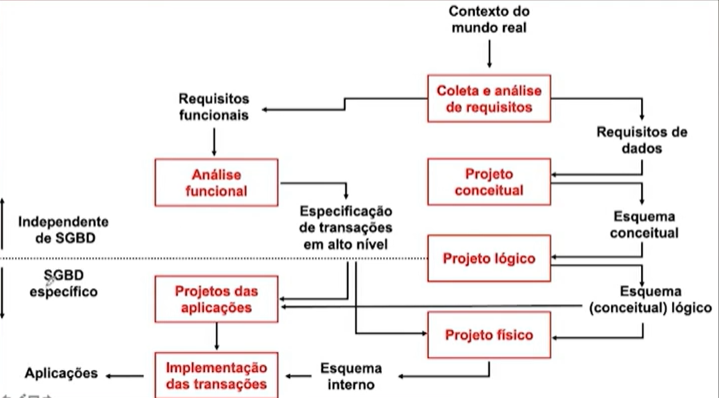 Contexto do
mundo real
Coleta e análise
de requisitos
Requisitos
funcionais
Requisitos de
dados
Análise
funcional
Projeto
conceitual
Especificação
de transações
em alto nível
Esquema
conceitual
Independente
de SGBD
Projeto lógico
SGBD
específico
Projetos das
aplicações
Esquema
(conceitual) lógico
Projeto físico
Aplicações
Implementação
das transações
Esquema
interno